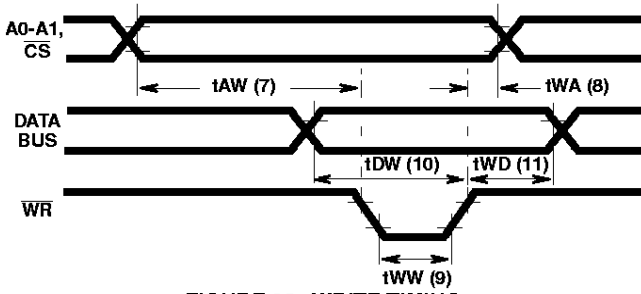 A0-A1,
CS
tAW (7)
tWA (8)
DATA
BUS
tDW (10)
tWD (11)
WR
tWW (9)